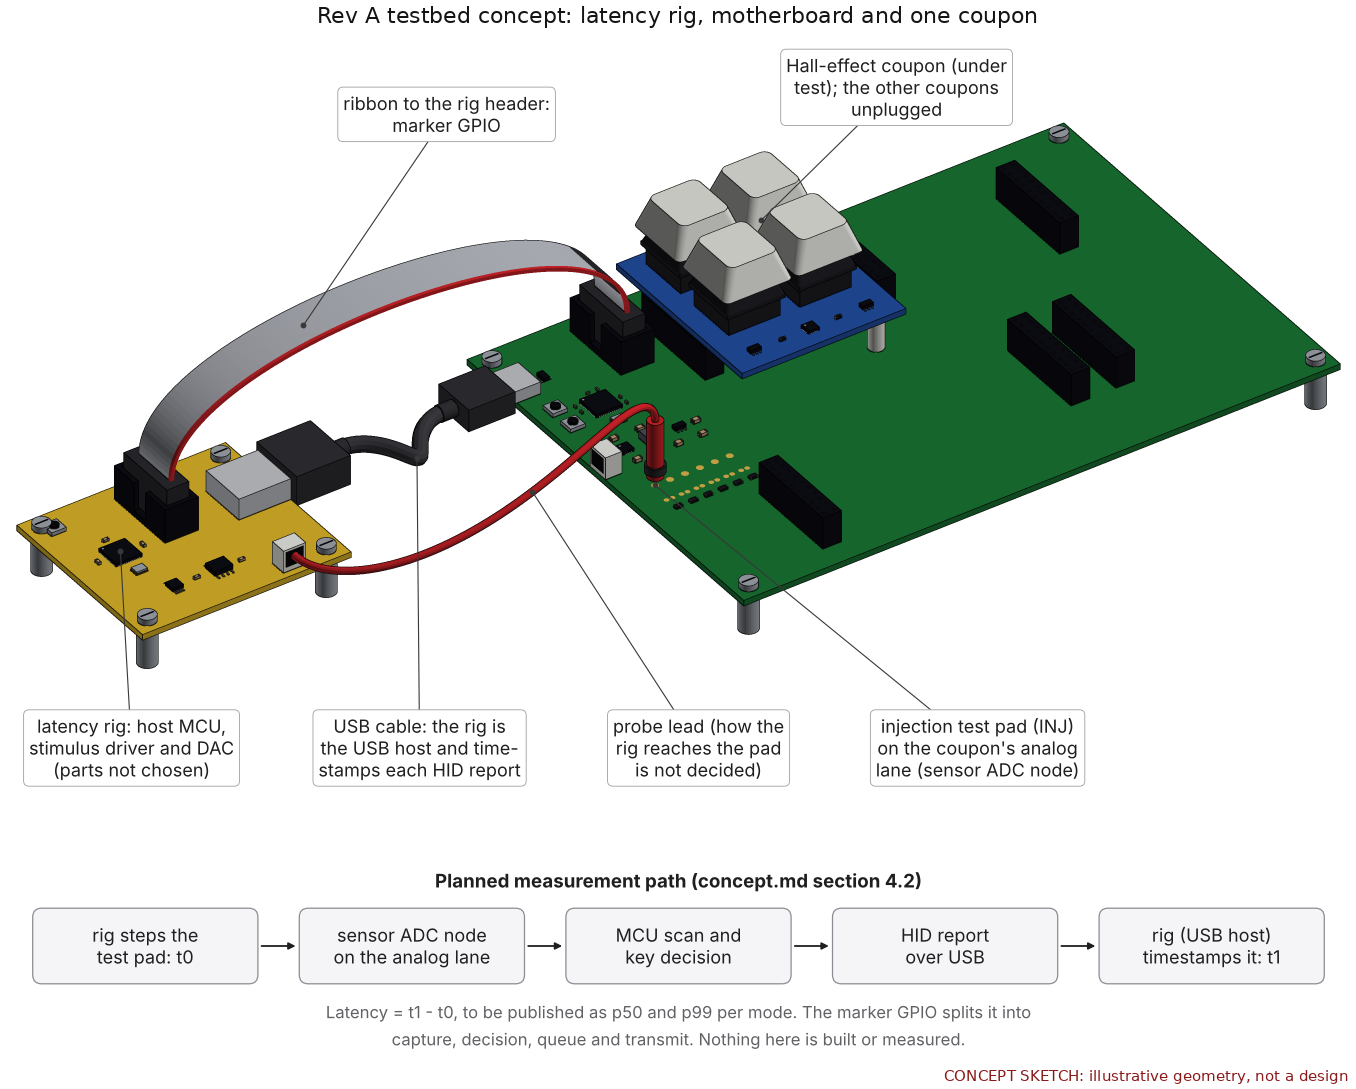 Rev A testbed concept: latency rig, motherboard and one coupon
Hall-effect coupon (under
test); the other coupons
unplugged
ribbon to the rig header:
marker GPIO
latency rig: host MCU,
stimulus driver and DAC
(parts not chosen)
USB cable: the rig is
the USB host and time-
stamps each HID report
probe lead (how the
rig reaches the pad
is not decided)
injection test pad (INJ)
on the coupon's analog
lane (sensor ADC node)
Planned measurement path (concept.md section 4.2)
rig steps the
test pad: t0
sensor ADC node
on the analog lane
MCU scan and
key decision
HID report
over USB
rig (USB host)
timestamps it: t1
Latency = t1 - t0, to be published as p50 and p99 per mode. The marker GPIO splits it into
capture, decision, queue and transmit. Nothing here is built or measured.
CONCEPT SKETCH: illustrative geometry, not a design